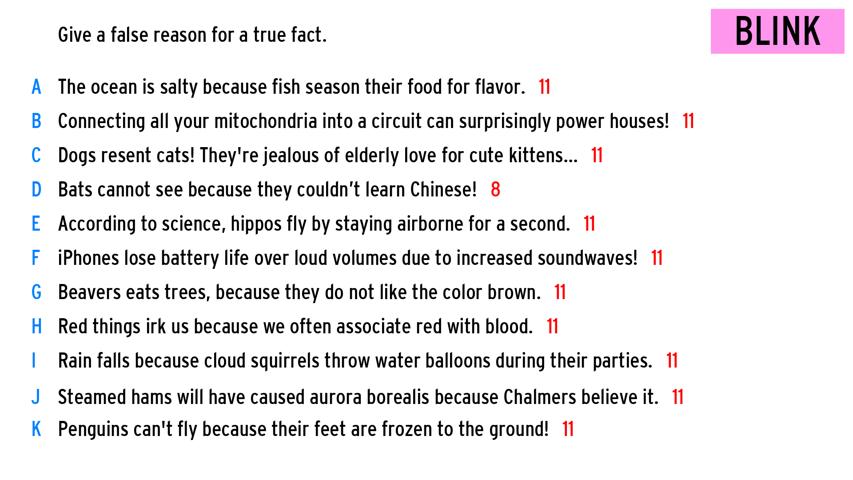 Give a false reason for a true fact.
BLINK
A The ocean is salty because fish season their food for flavor. 11
B Connecting all your mitochondria into a circuit can surprisingly power houses! 11
C Dogs resent cats! They're jealous of elderly love for cute kittens... 11
D Bats cannot see because they couldn't learn Chinese! 8
E According to science, hippos fly by staying airborne for a second. 11
F iPhones lose battery life over loud volumes due to increased soundwaves! 11
G Beavers eats trees, because they do not like the color brown. 11
H Red things irk us because we often associate red with blood. 11
I Rain falls because cloud squirrels throw water balloons during their parties. 11
J Steamed hams will have caused aurora borealis because Chalmers believe it. 11
K Penguins can't fly because their feet are frozen to the ground! 11